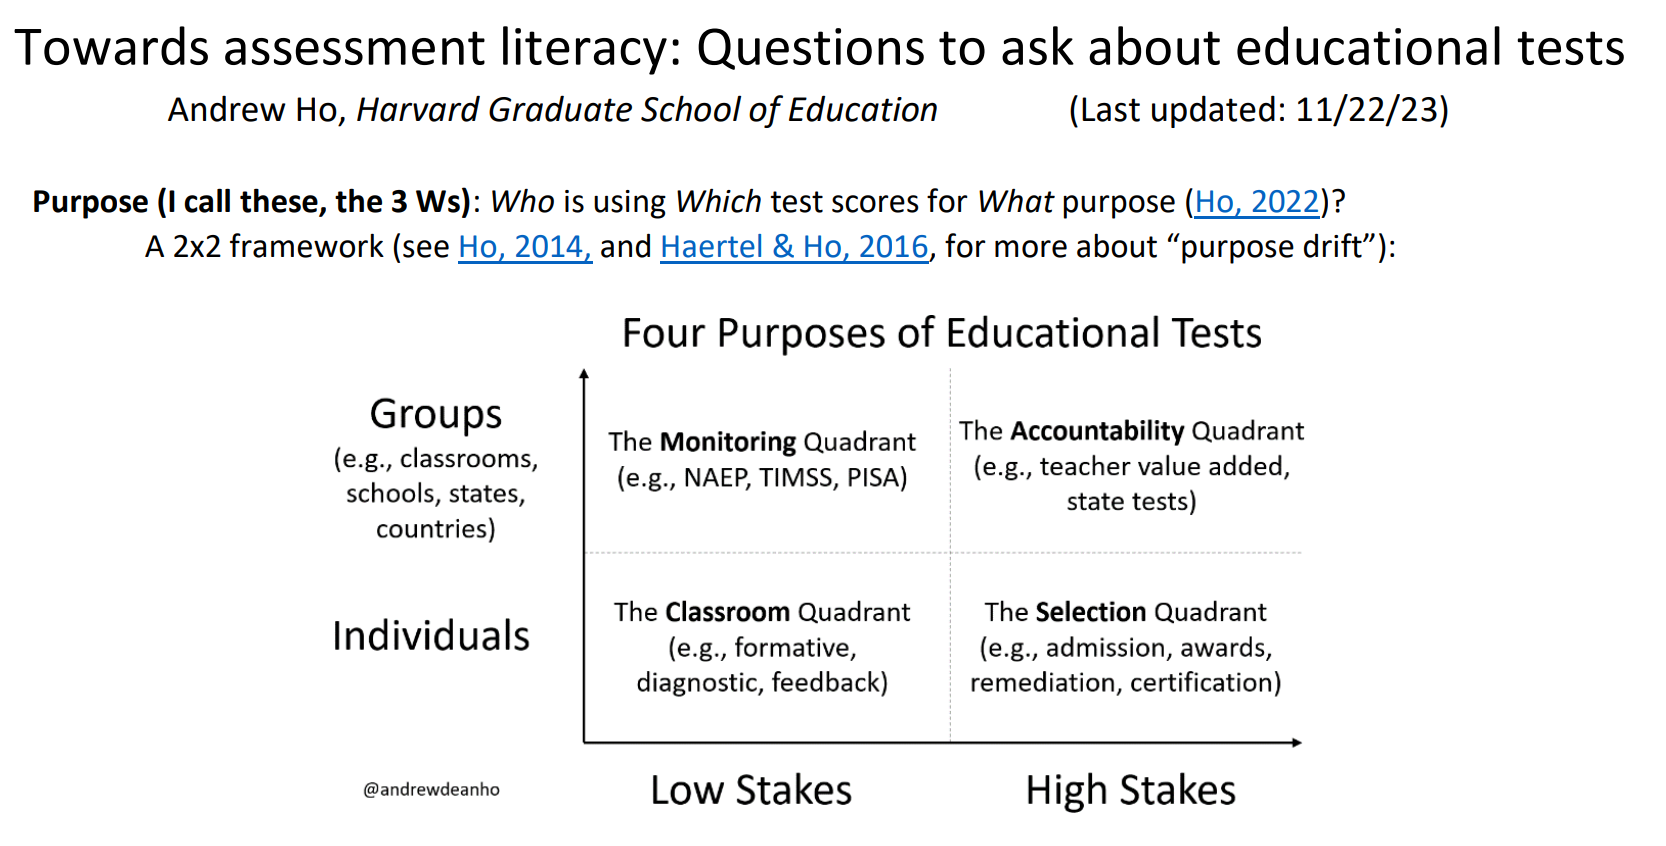 Towards assessment literacy: Questions to ask about educational tests
Andrew Ho, Harvard Graduate School of Education (Last updated: 11/22/23)
Purpose (I call these, the 3 Ws): Who is using Which test scores for What purpose (Ho, 2022)?
A 2x2 framework (see Ho, 2014, and Haertel & Ho, 2016, for more about “purpose drift”):
Four Purposes of Educational Tests
Groups
(e.g., classrooms,
schools, states,
countries)
The Monitoring Quadrant
(e.g., NAEP, TIMSS, PISA)
The Accountability Quadrant
(e.g., teacher value added,
state tests)
Individuals
The Classroom Quadrant
(e.g., formative,
diagnostic, feedback)
The Selection Quadrant
(e.g., admission, awards,
remediation, certification)
@andrewdeanho
Low Stakes
High Stakes